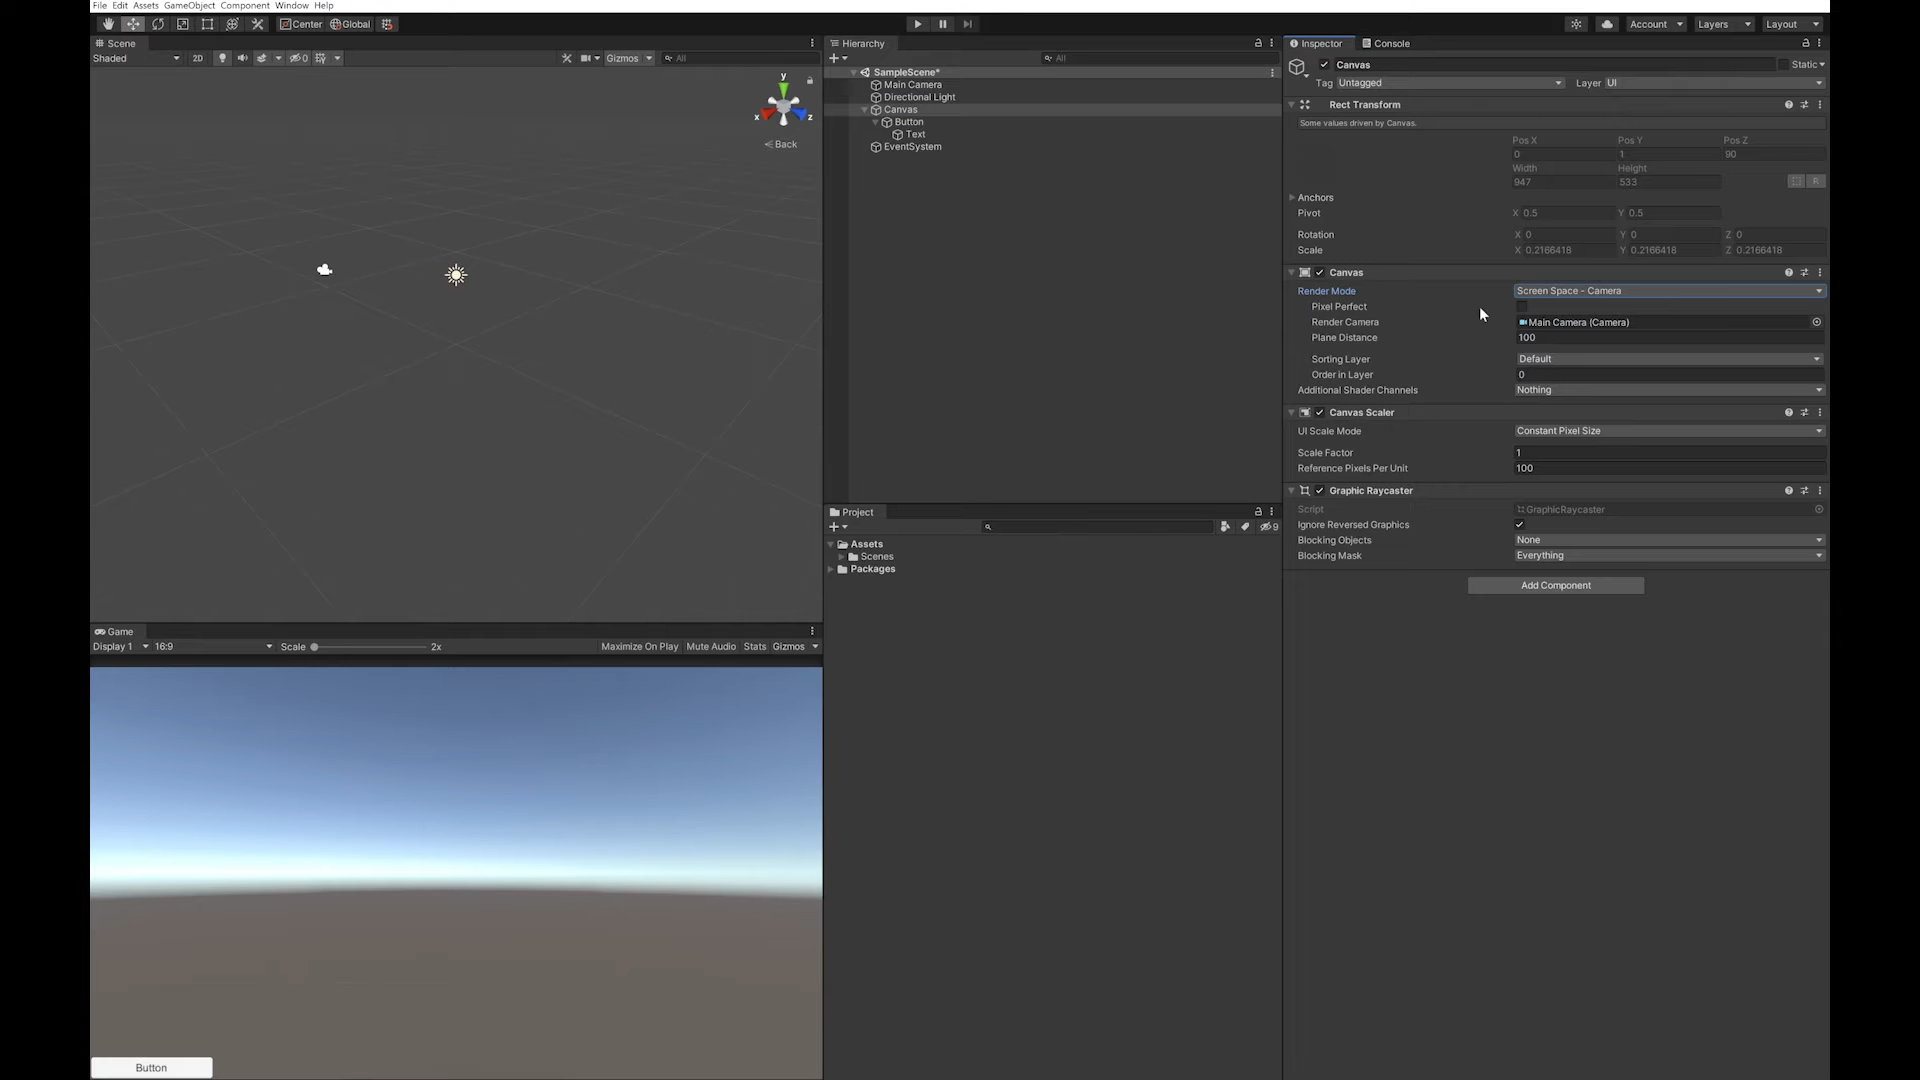 File Edit Assets GameObject Component Window Help
Center Global
Account Layers Layout
Scene
Shaded 2D 0 Gizmos All
y
x z
Back
Hierarchy
All
SampleScene*
Main Camera
Directional Light
Canvas
Button
Text
EventSystem
Project
9
Assets
Scenes
Packages
Game
Display 1 16:9 Scale 2x Maximize On Play Mute Audio Stats Gizmos
Button
Inspector Console
Canvas Static
Tag Untagged Layer UI
Rect Transform
Some values driven by Canvas.
Pos X Pos Y Pos Z
0 1 90
Width Height
947 533 R
Anchors
Pivot X 0.5 Y 0.5
Rotation X 0 Y 0 Z 0
Scale X 0.2166418 Y 0.2166418 Z 0.2166418
Canvas
Render Mode Screen Space - Camera
Pixel Perfect
Render Camera Main Camera (Camera)
Plane Distance 100
Sorting Layer Default
Order in Layer 0
Additional Shader Channels Nothing
Canvas Scaler
UI Scale Mode Constant Pixel Size
Scale Factor 1
Reference Pixels Per Unit 100
Graphic Raycaster
Script GraphicRaycaster
Ignore Reversed Graphics
Blocking Objects None
Blocking Mask Everything
Add Component